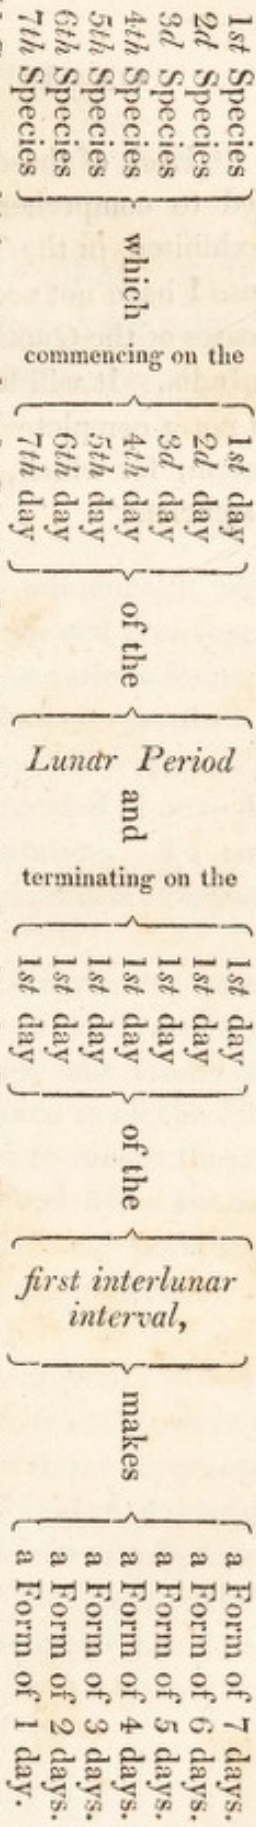 1st Species
2d Species
3d Species
4th Species
5th Species
6th Species
7th Species
which
commencing on the
1st day
2d day
3d day
4th day
5th day
6th day
7th day
of the
Lunar Period
and
terminating on the
1st day
1st day
1st day
1st day
1st day
1st day
1st day
of the
first interlunar
interval,
makes
a Form of 7 days.
a Form of 6 days.
a Form of 5 days.
a Form of 4 days.
a Form of 3 days.
a Form of 2 days.
a Form of 1 day.